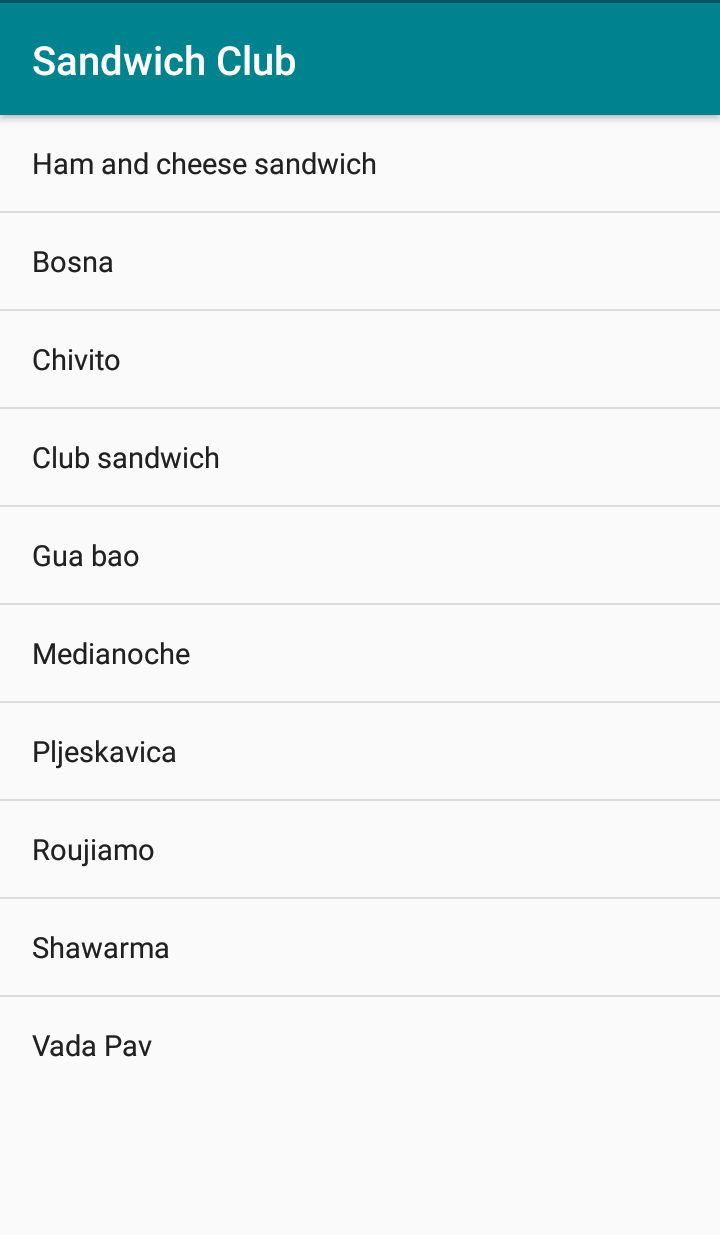 Sandwich Club
Ham and cheese sandwich
Bosna
Chivito
Club sandwich
Gua bao
Medianoche
Pljeskavica
Roujiamo
Shawarma
Vada Pav